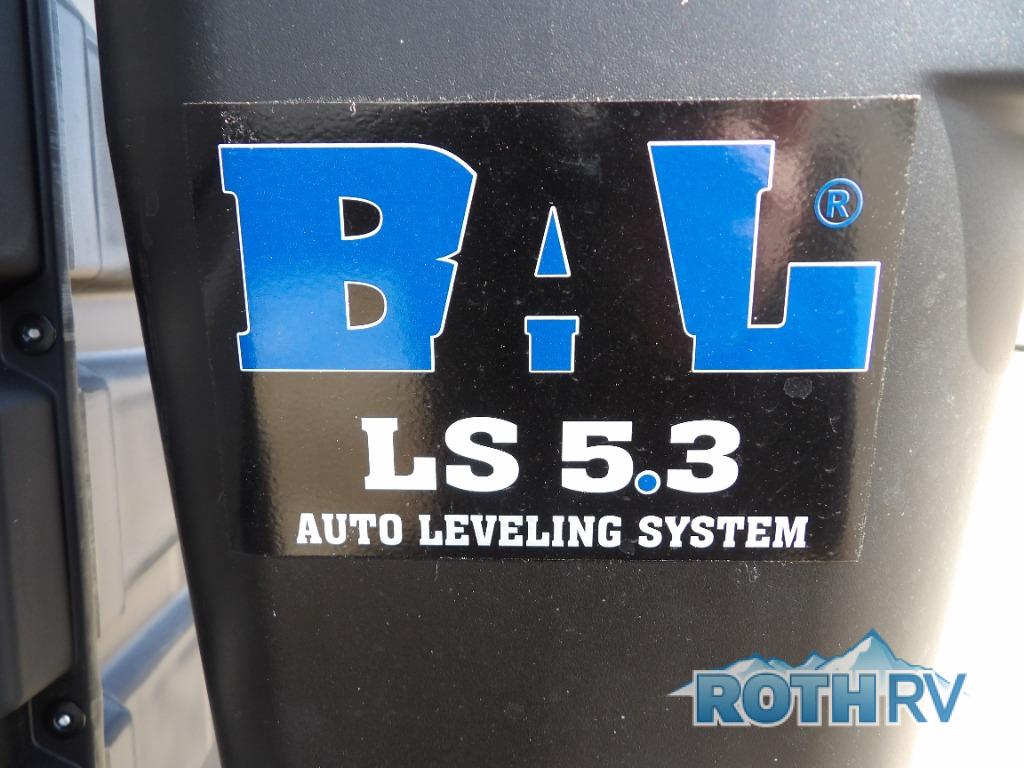 BAL®
LS 5.3
AUTO LEVELING SYSTEM
ROTH RV